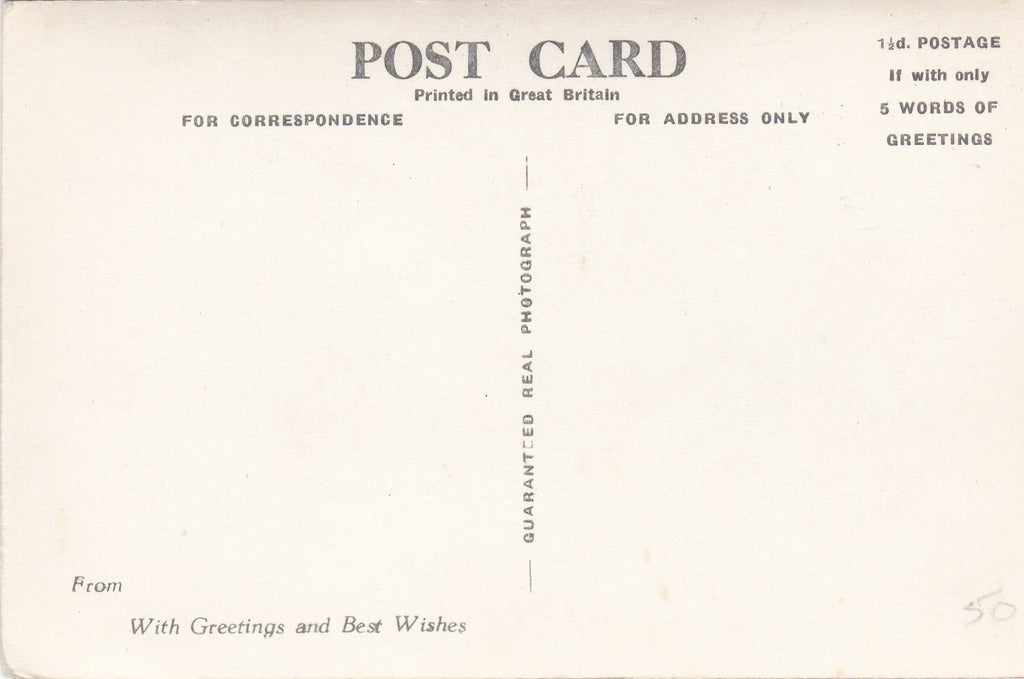 POST CARD
Printed in Great Britain
FOR CORRESPONDENCE
FOR ADDRESS ONLY
1½d. POSTAGE
If with only
5 WORDS OF
GREETINGS
GUARANTEED REAL PHOTOGRAPH
From
With Greetings and Best Wishes
50